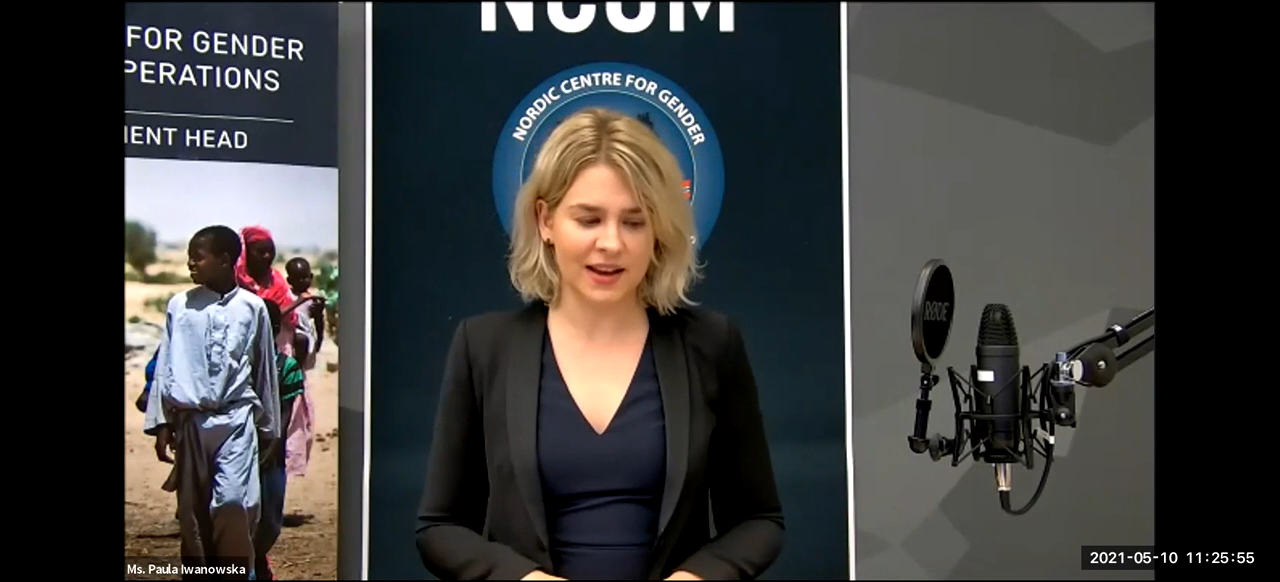 FOR GENDER
PERATIONS
IENT HEAD
NCGM
NORDIC CENTRE FOR GENDER
RØDE
Ms. Paula Iwanowska
2021-05-10 11:25:55